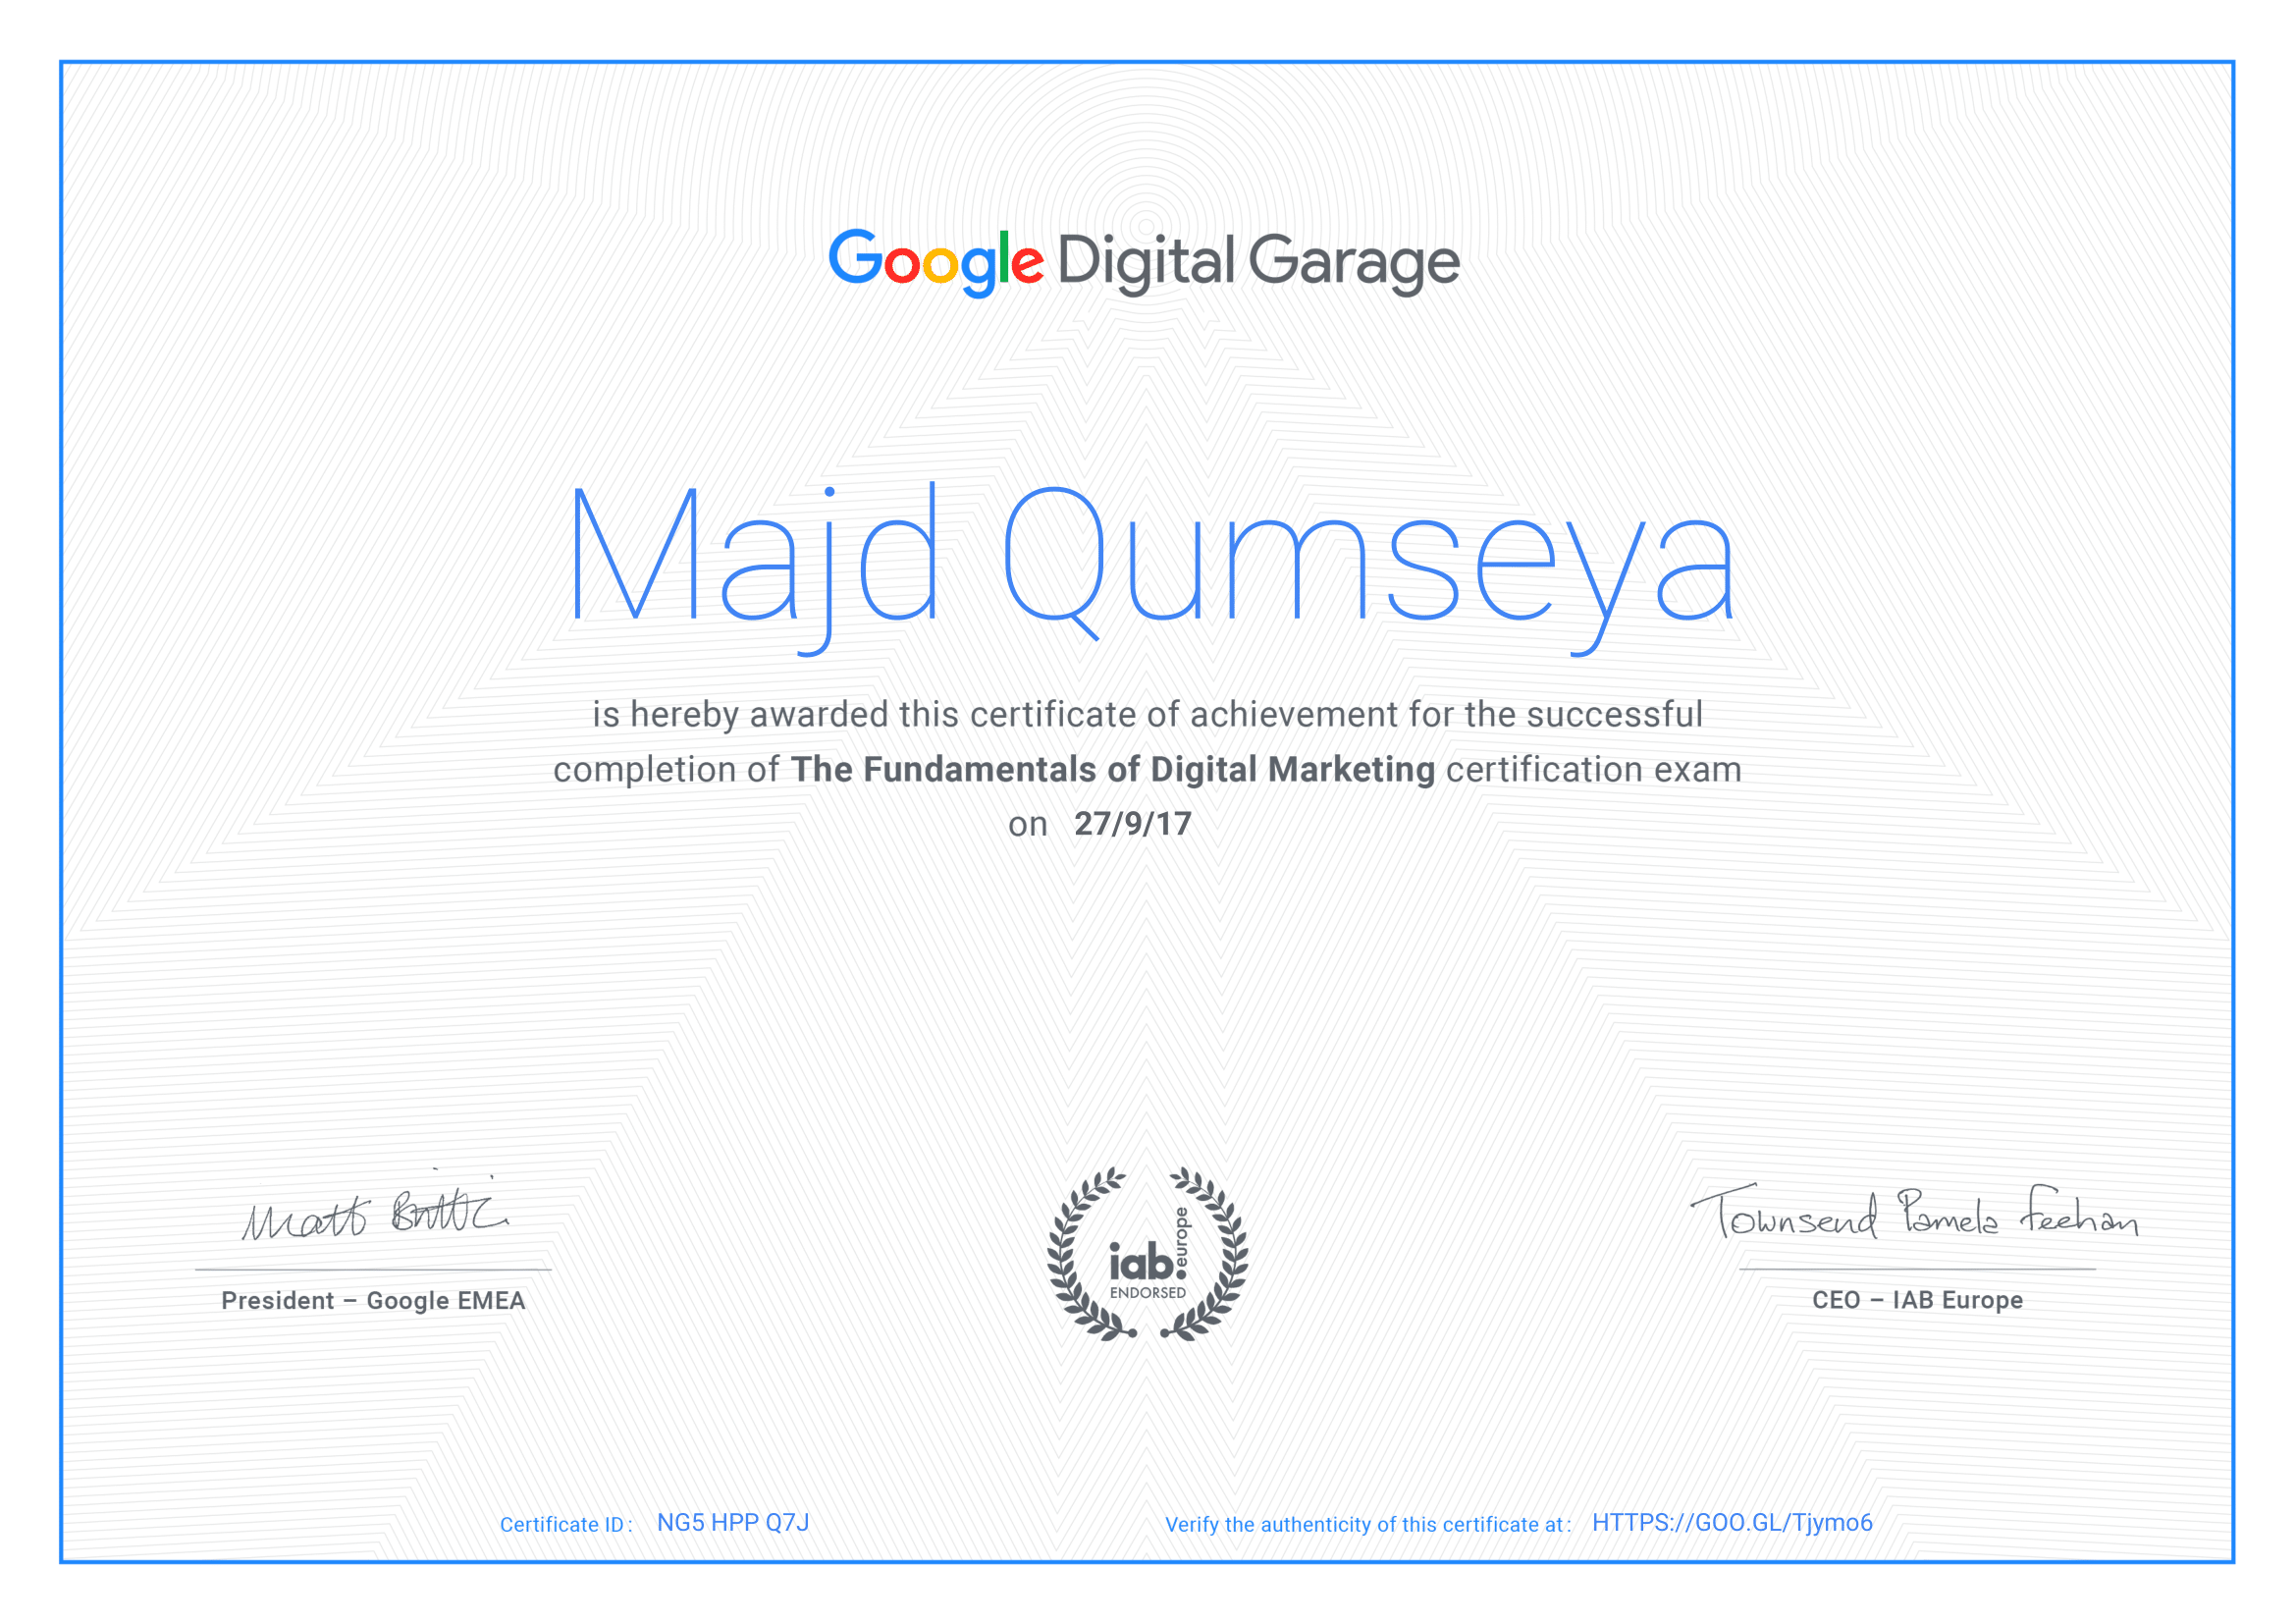 Google Digital Garage
Majd Qumseya
is hereby awarded this certificate of achievement for the successful
completion of The Fundamentals of Digital Marketing certification exam
on 27/9/17
Matt Brittin
President – Google EMEA
iab europe
ENDORSED
Townsend Pamela Feehan
CEO – IAB Europe
Certificate ID: NG5 HPP Q7J
Verify the authenticity of this certificate at: HTTPS://GOO.GL/Tjymo6